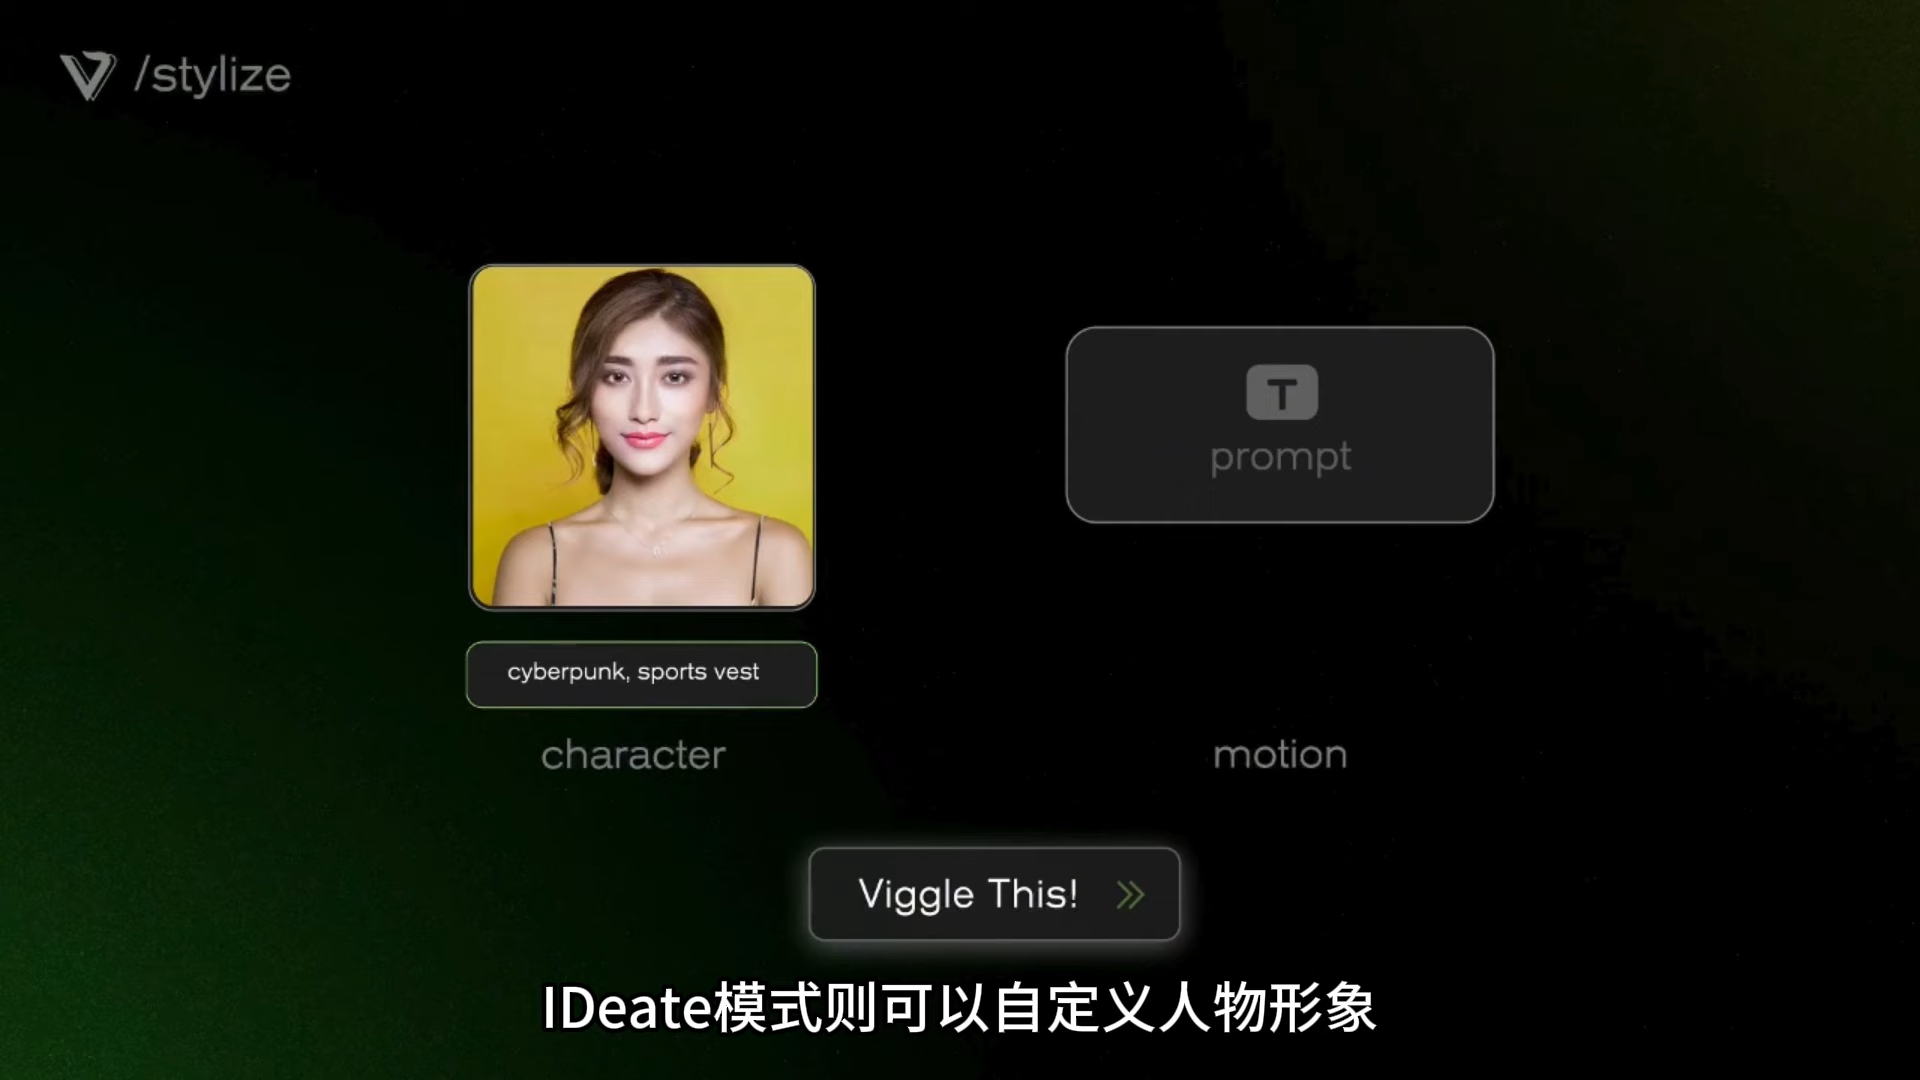 /stylize
T
prompt
cyberpunk, sports vest
character
motion
Viggle This!
IDeate模式则可以自定义人物形象